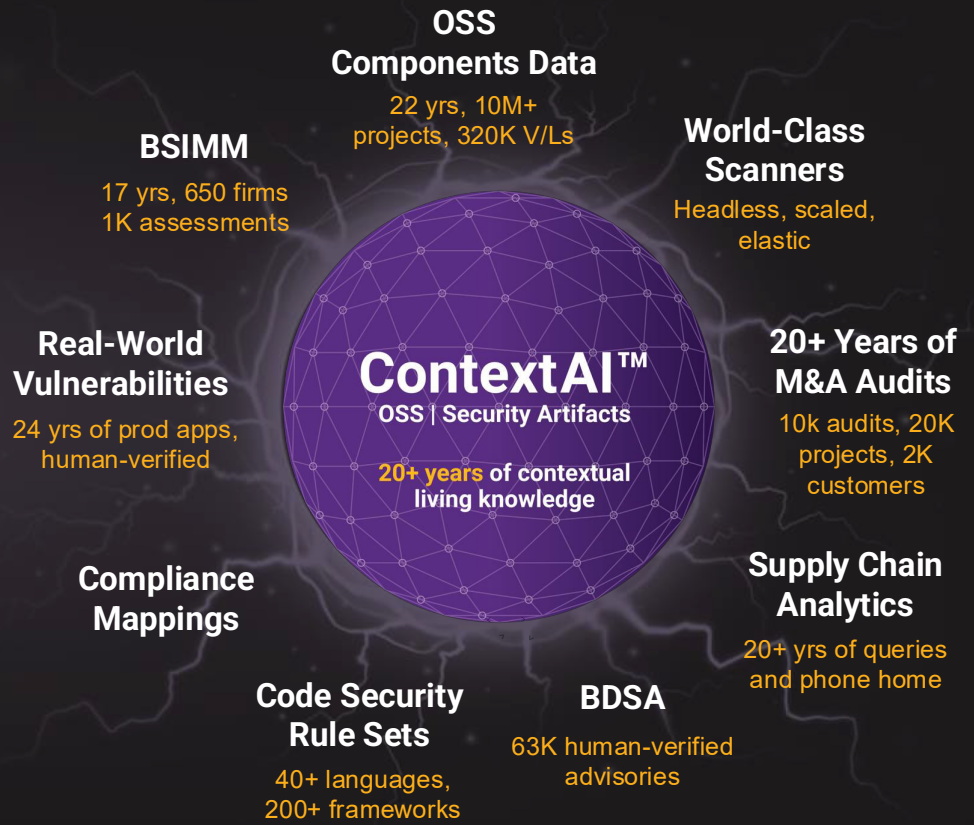 OSS
Components Data
22 yrs, 10M+
projects, 320K V/Ls
BSIMM
17 yrs, 650 firms
1K assessments
World-Class
Scanners
Headless, scaled,
elastic
Real-World
Vulnerabilities
24 yrs of prod apps,
human-verified
ContextAI™
OSS | Security Artifacts
20+ years of contextual
living knowledge
20+ Years of
M&A Audits
10k audits, 20K
projects, 2K
customers
Compliance
Mappings
Supply Chain
Analytics
20+ yrs of queries
and phone home
Code Security
Rule Sets
40+ languages,
200+ frameworks
BDSA
63K human-verified
advisories